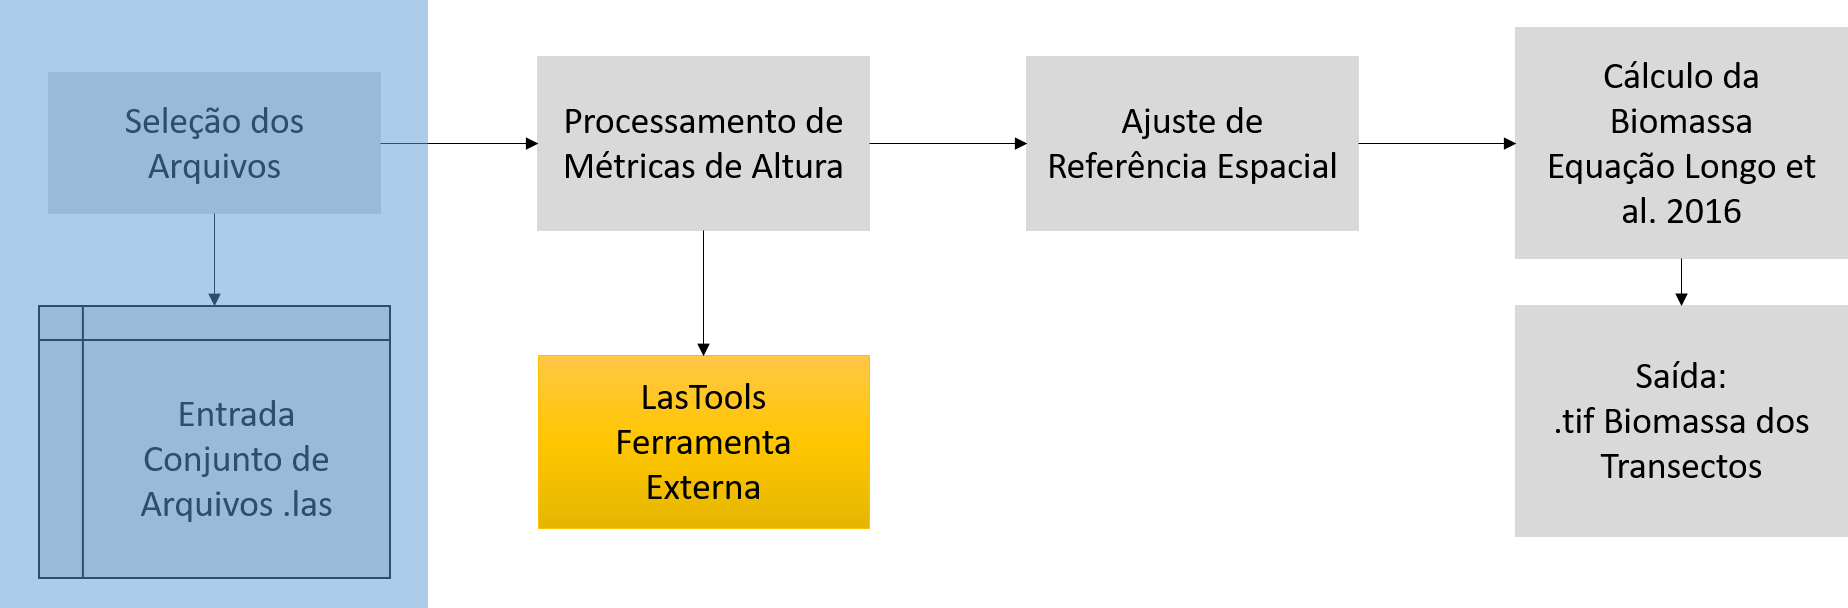 Seleção dos
Arquivos
Processamento de
Métricas de Altura
Ajuste de
Referência Espacial
Cálculo da
Biomassa
Equação Longo et
al. 2016
Entrada
Conjunto de
Arquivos .las
LasTools
Ferramenta
Externa
Saída:
.tif Biomassa dos
Transectos